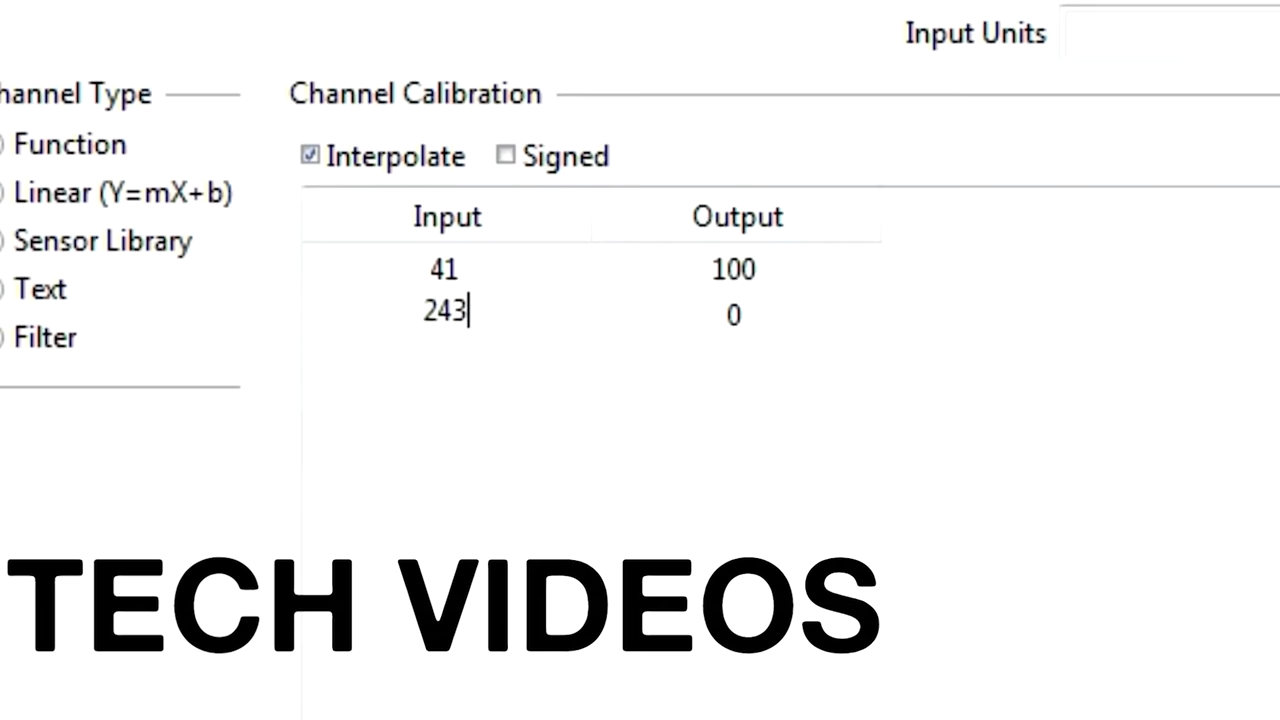 Input Units
hannel Type
Channel Calibration
Function
Linear (Y=mX+b)
Sensor Library
Text
Filter
Interpolate
Signed
Input Output
41 100
243 0
TECH VIDEOS